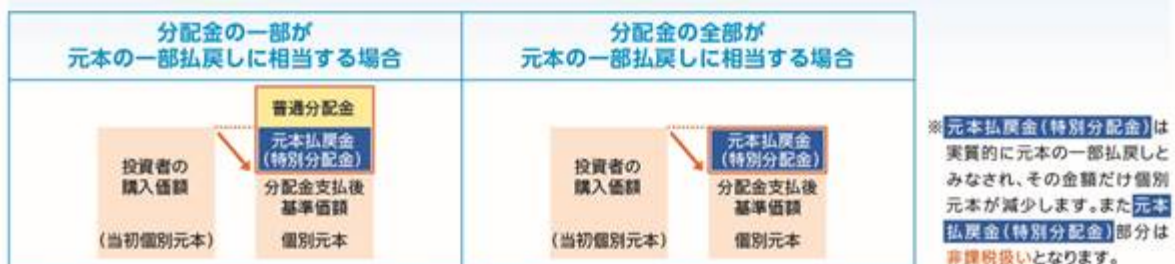 分配金の一部が
元本の一部払戻しに相当する場合
普通分配金
元本払戻金
(特別分配金)
投資者の
購入価額
(当初個別元本)
分配金支払後
基準価額
個別元本
分配金の全部が
元本の一部払戻しに相当する場合
元本払戻金
(特別分配金)
投資者の
購入価額
(当初個別元本)
分配金支払後
基準価額
個別元本
※元本払戻金(特別分配金)は
実質的に元本の一部払戻しと
みなされ、その金額だけ個別
元本が減少します。また元本
払戻金(特別分配金)部分は
非課税扱いとなります。